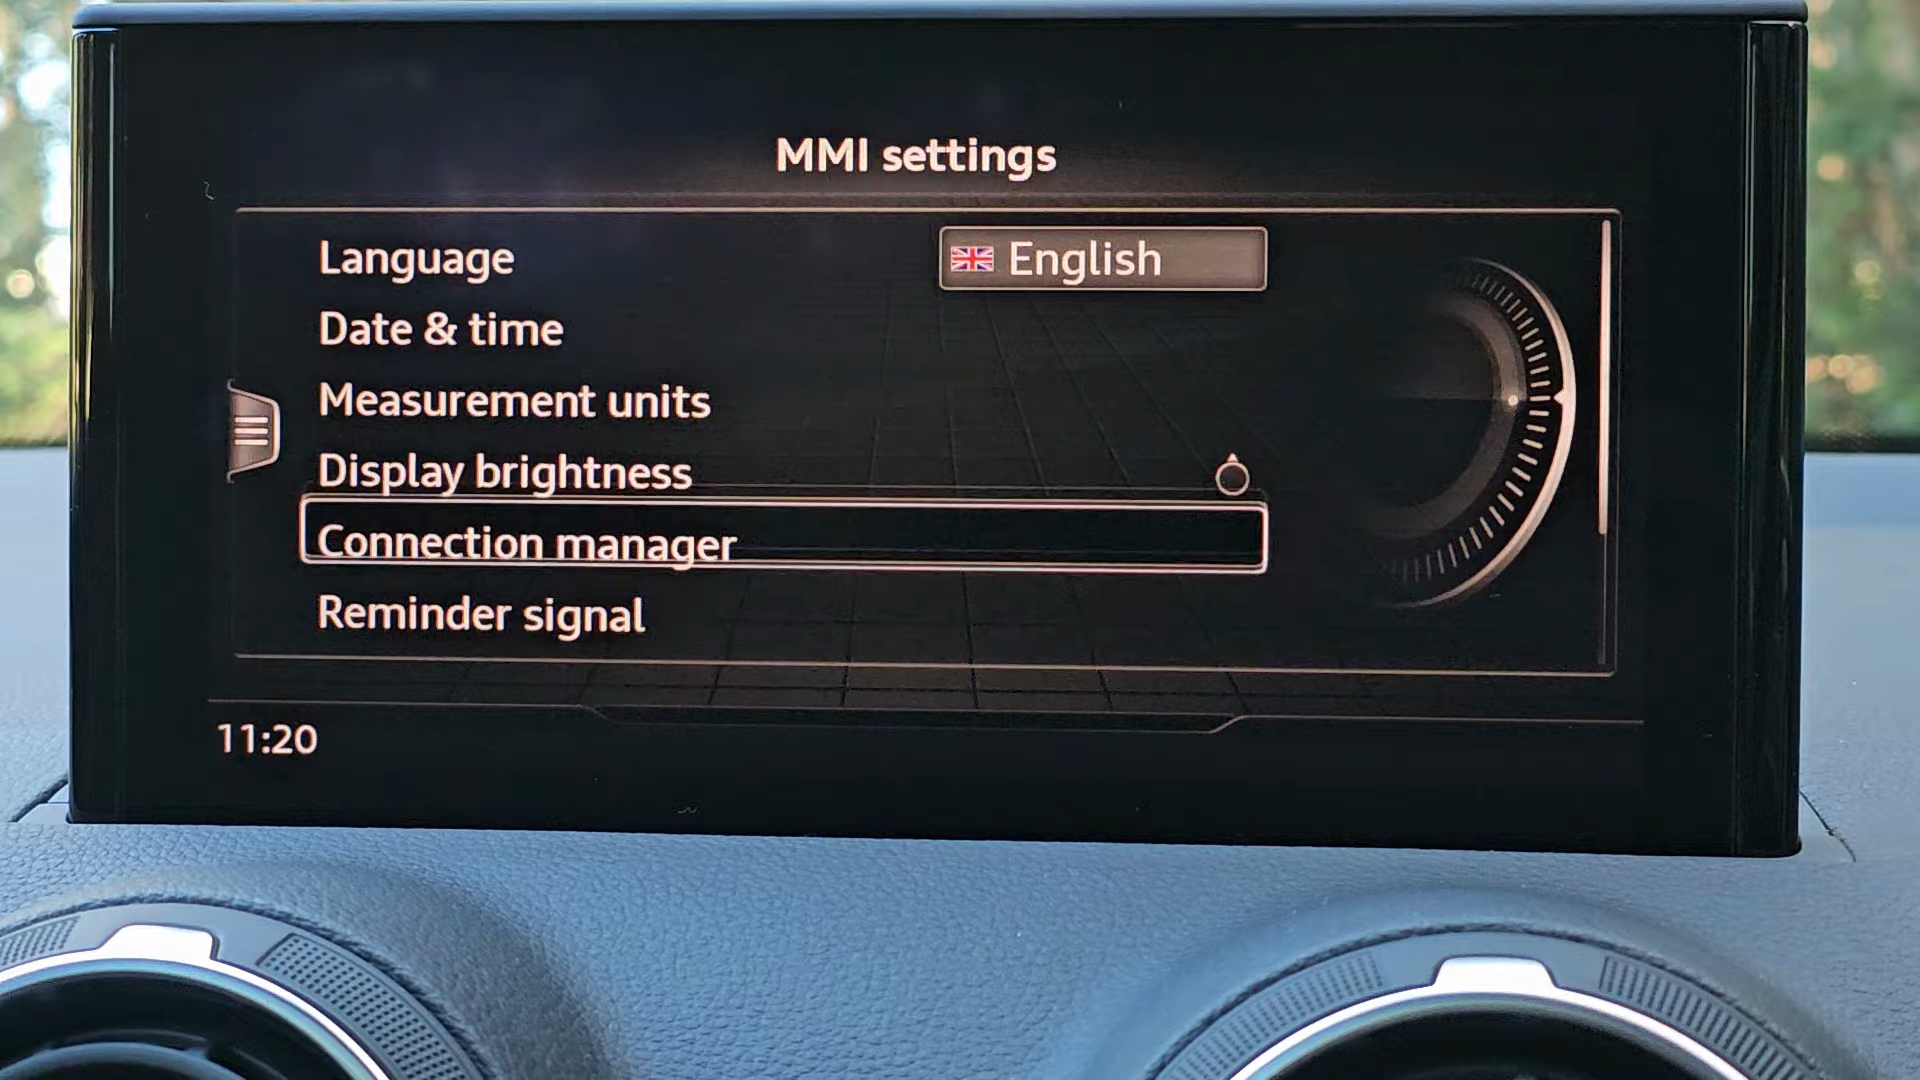 MMI settings
Language
English
Date & time
Measurement units
Display brightness
Connection manager
Reminder signal
11:20